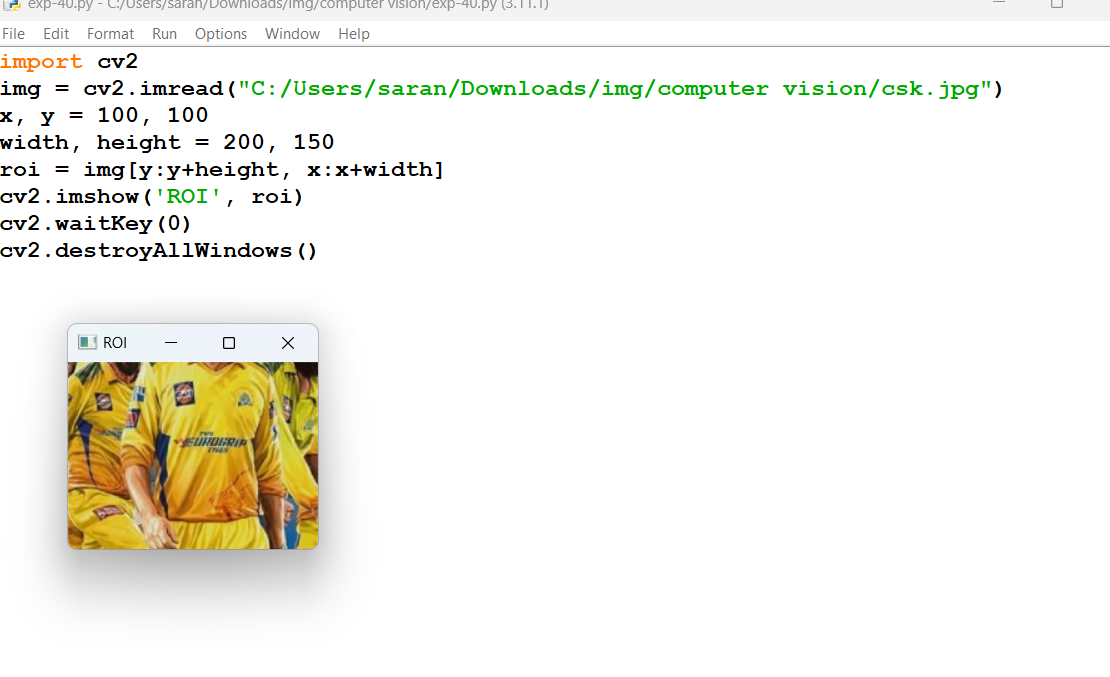 exp-40.py - C:/Users/saran/Downloads/img/computer vision/exp-40.py (3.11.1)
File Edit Format Run Options Window Help
import cv2
img = cv2.imread("C:/Users/saran/Downloads/img/computer vision/csk.jpg")
x, y = 100, 100
width, height = 200, 150
roi = img[y:y+height, x:x+width]
cv2.imshow('ROI', roi)
cv2.waitKey(0)
cv2.destroyAllWindows()
ROI
EUROGRIP
TYRES